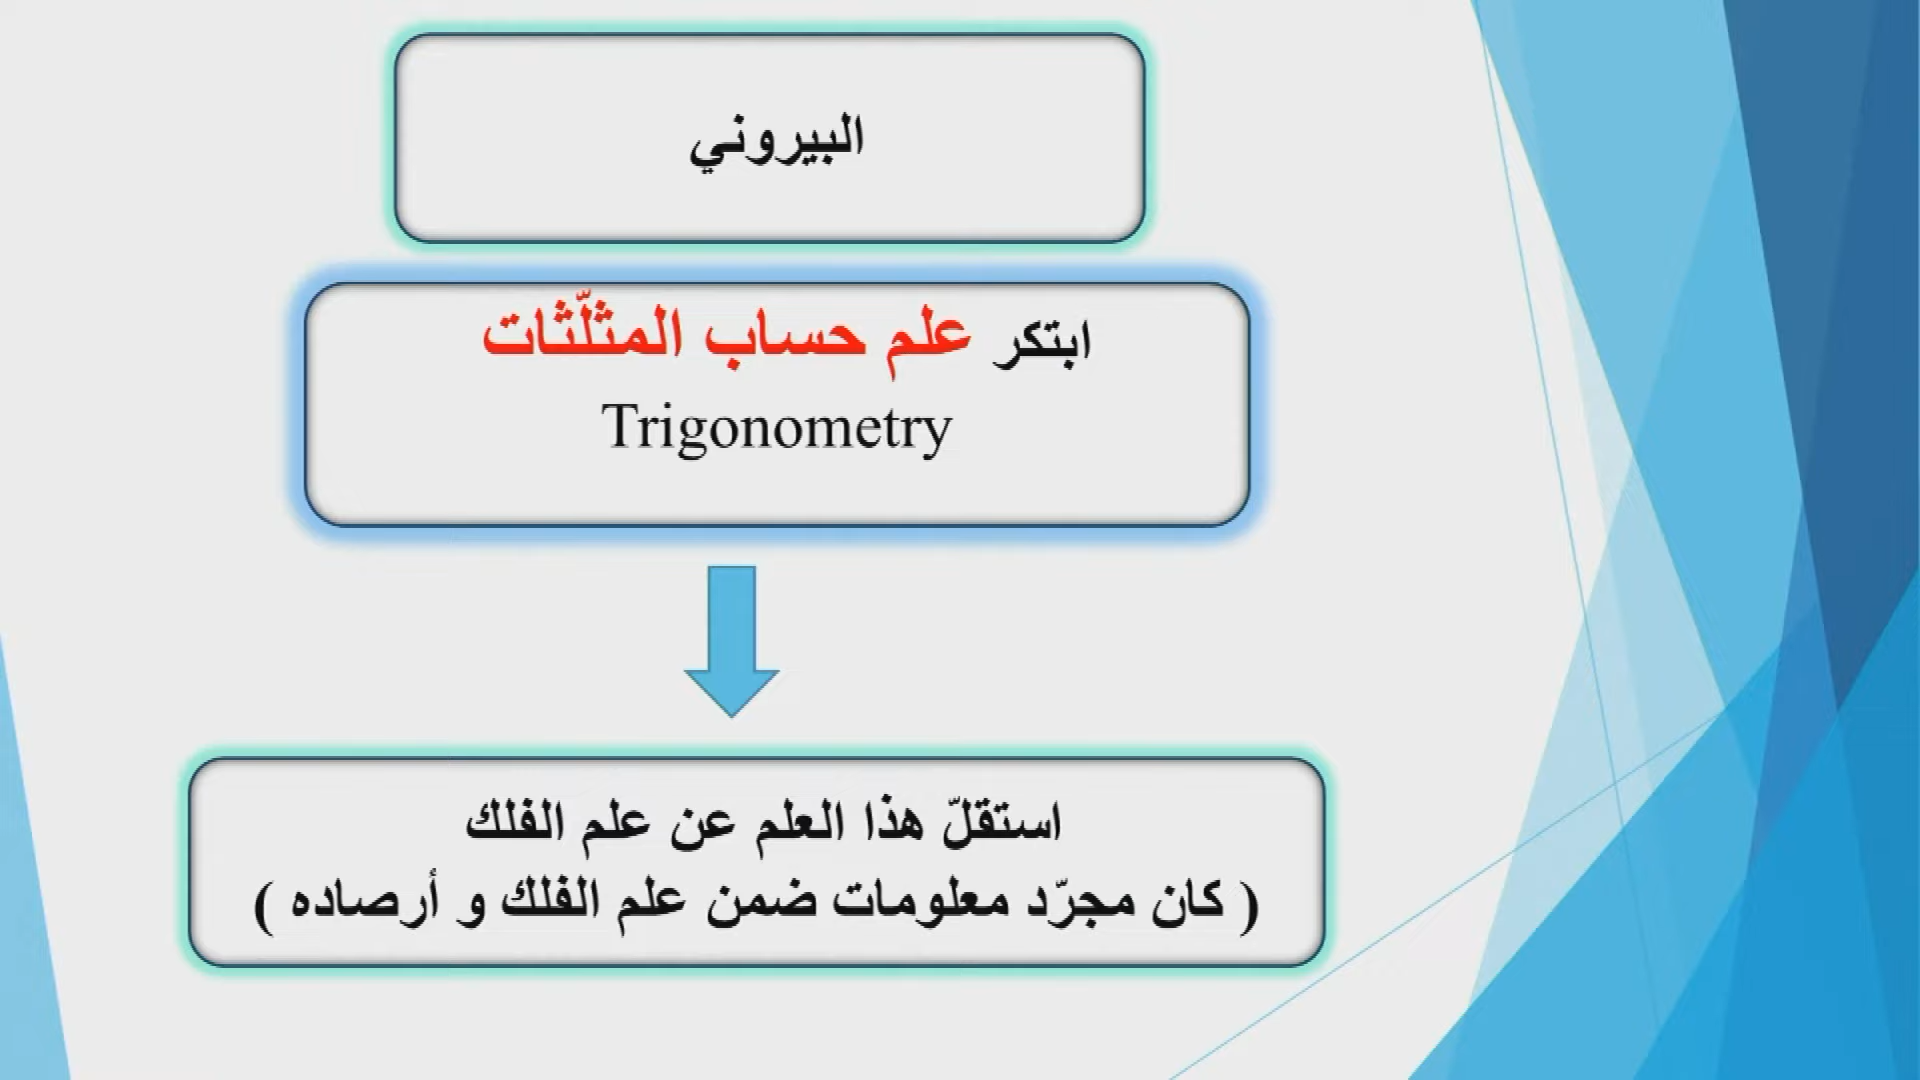 البيروني
ابتكر علم حساب المثلّثات
Trigonometry
استقلّ هذا العلم عن علم الفلك
( كان مجرّد معلومات ضمن علم الفلك و أرصاده )